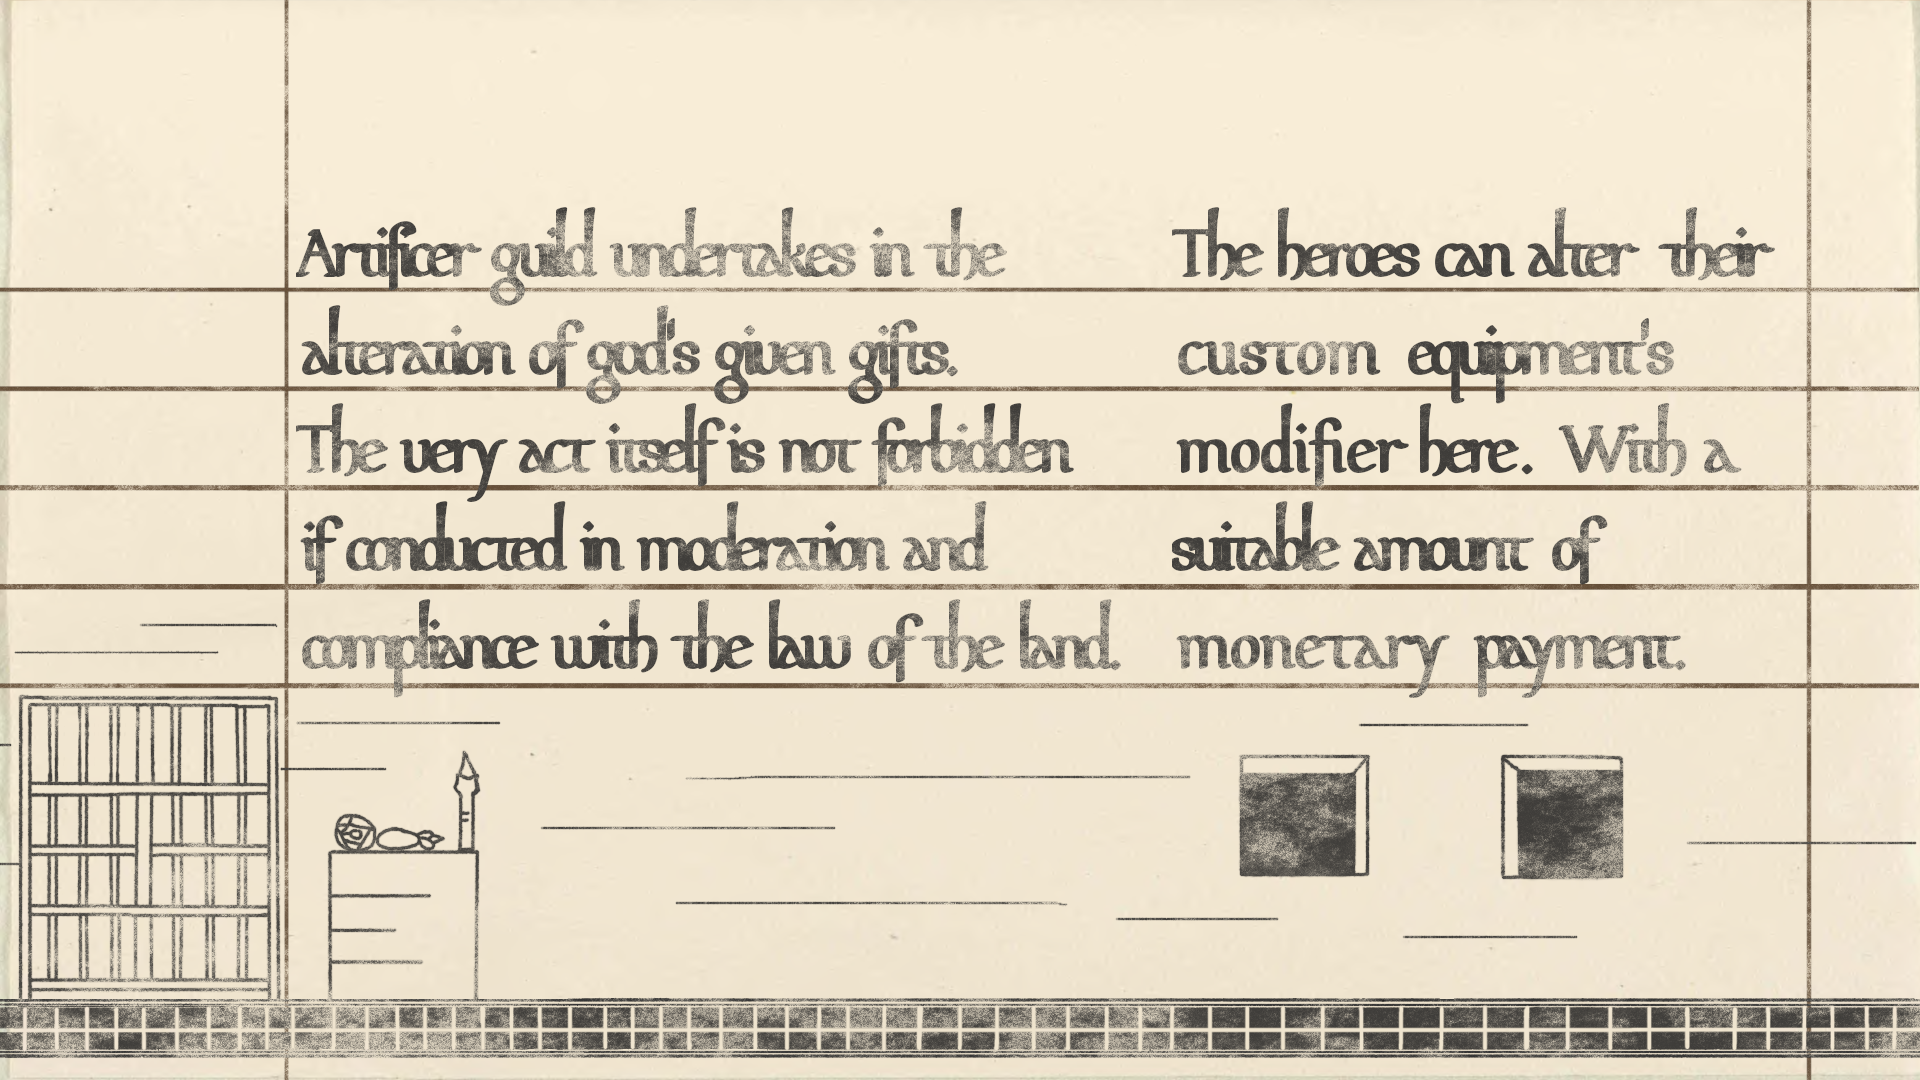 Artificer guild undertakes in the
alteration of god's given gifts.
The very act itself is not forbidden
if conducted in moderation and
compliance with the law of the land.
The heroes can alter their
custom equipment's
modifier here. With a
suitable amount of
monetary payment.